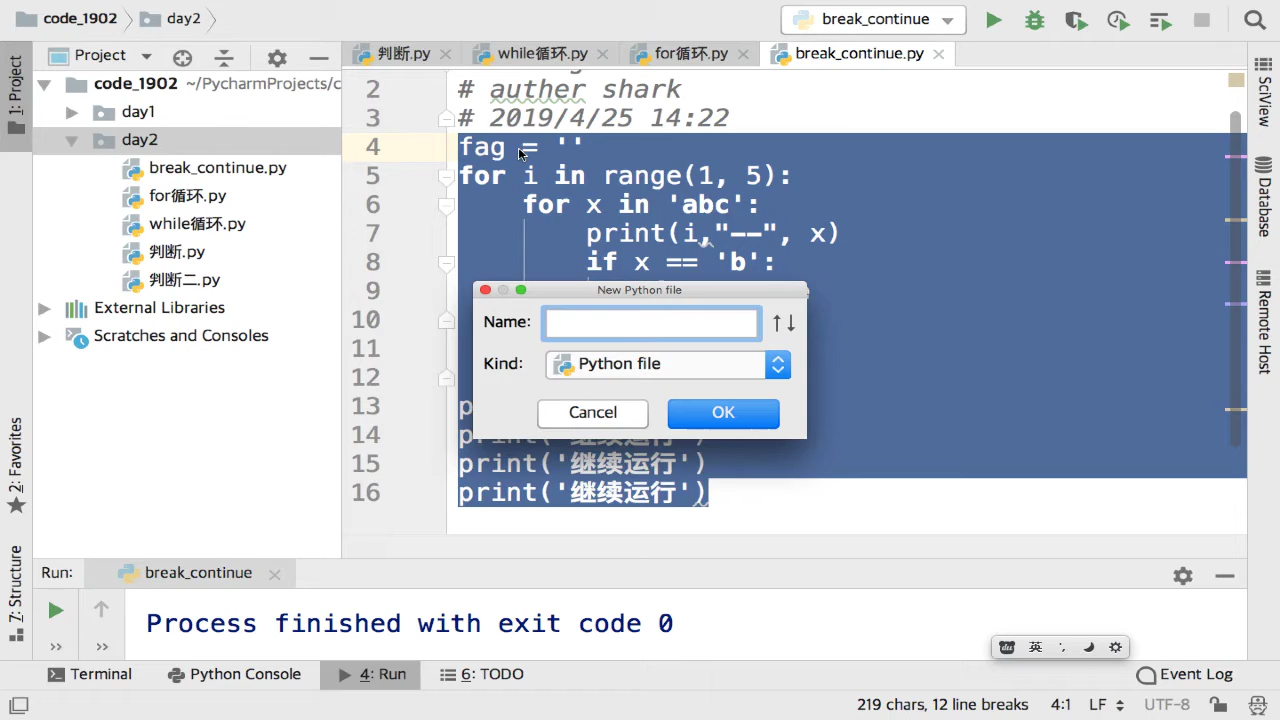 code_1902
day2
break_continue
Project
判断.py
while循环.py
for循环.py
break_continue.py
1: Project
code_1902 ~/PycharmProjects/c
day1
day2
break_continue.py
for循环.py
while循环.py
判断.py
判断二.py
External Libraries
Scratches and Consoles
2 # auther shark
3 # 2019/4/25 14:22
4 fag = ''
5 for i in range(1, 5):
6 for x in 'abc':
7 print(i,"--", x)
8 if x == 'b':
9
10
11
12
13 p
14
15 print('继续运行')
16 print('继续运行')
New Python file
Name:
Kind: Python file
Cancel
OK
SciView
Database
Remote Host
2: Favorites
7: Structure
Run: break_continue
Process finished with exit code 0
>> >>
du 英
Terminal
Python Console
4: Run
6: TODO
Event Log
219 chars, 12 line breaks
4:1
LF
UTF-8